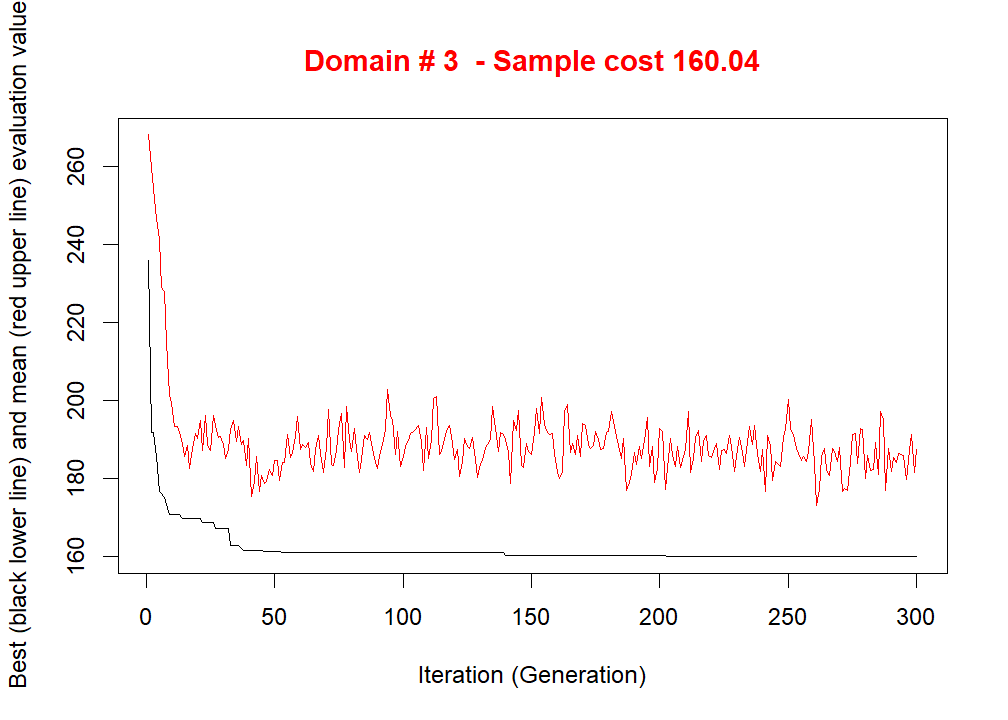 Domain # 3  - Sample cost 160.04
Best (black lower line) and mean (red upper line) evaluation value
260
240
220
200
180
160
0 50 100 150 200 250 300
Iteration (Generation)